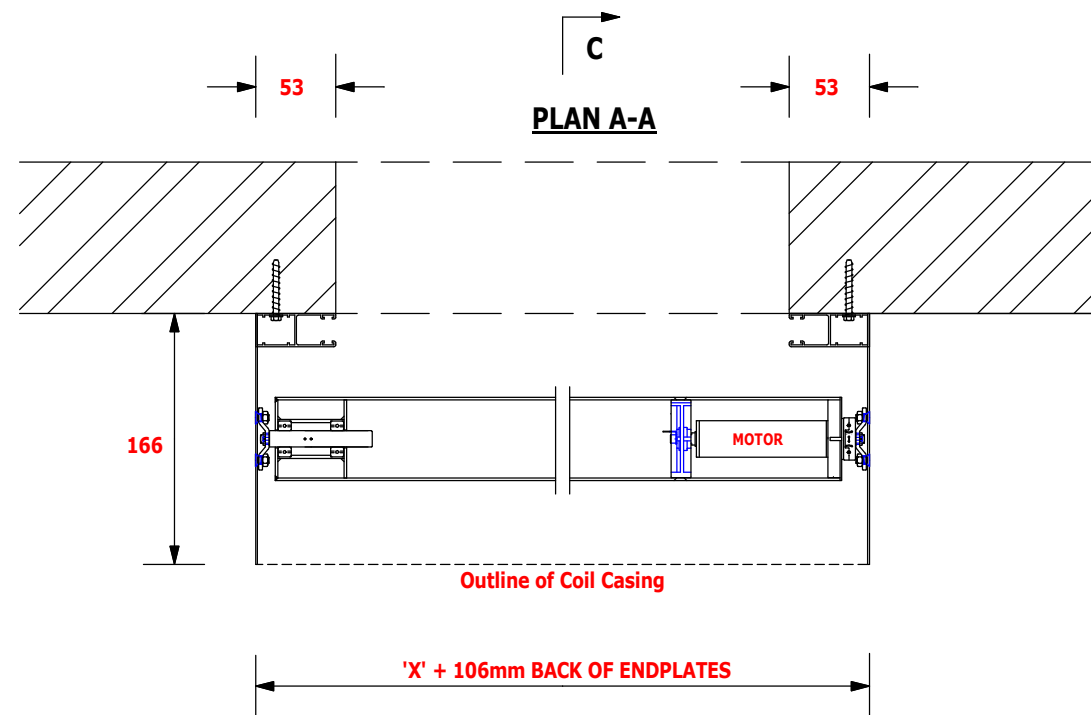 C
53
53
PLAN A-A
166
MOTOR
Outline of Coil Casing
'X' + 106mm BACK OF ENDPLATES